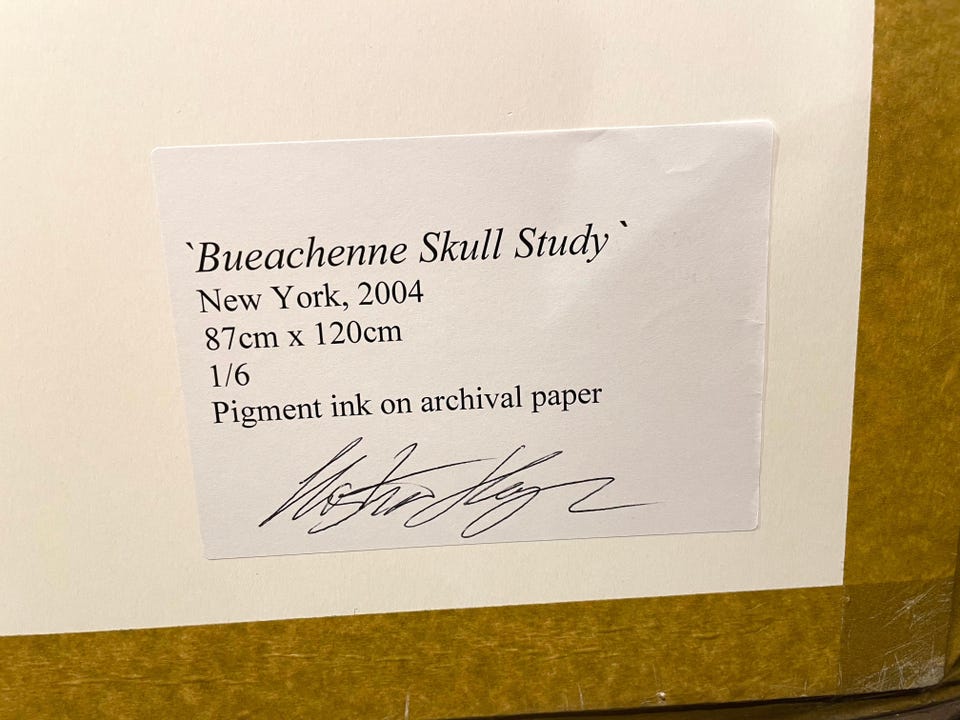 `Bueachenne Skull Study`
New York, 2004
87cm x 120cm
1/6
Pigment ink on archival paper